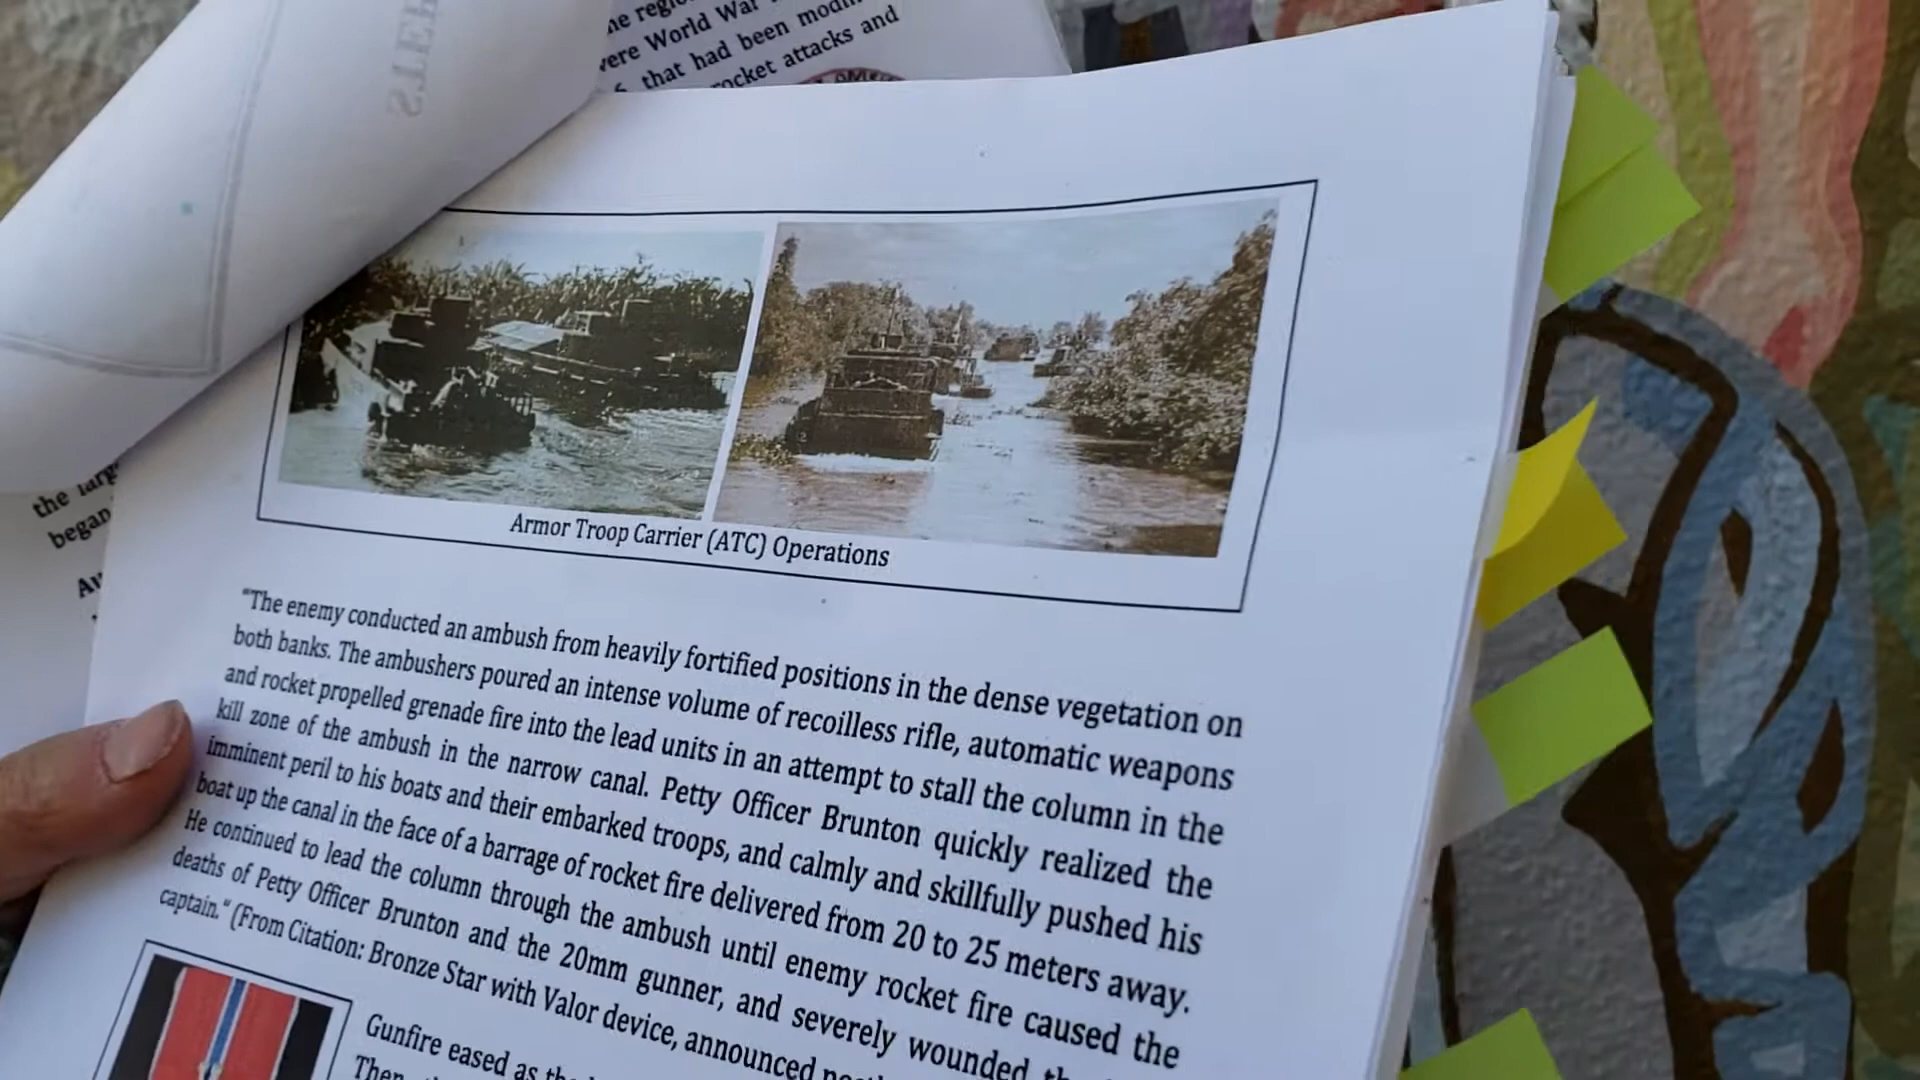 were World War
that had been
rocket attacks and
the larg
began
Armor Troop Carrier (ATC) Operations
"The enemy conducted an ambush from heavily fortified positions in the dense vegetation on
both banks. The ambushers poured an intense volume of recoilless rifle, automatic weapons
and rocket propelled grenade fire into the lead units in an attempt to stall the column in the
kill zone of the ambush in the narrow canal. Petty Officer Brunton quickly realized the
imminent peril to his boats and their embarked troops, and calmly and skillfully pushed his
boat up the canal in the face of a barrage of rocket fire delivered from 20 to 25 meters away.
He continued to lead the column through the ambush until enemy rocket fire caused the
deaths of Petty Officer Brunton and the 20mm gunner, and severely wounded
captain." (From Citation: Bronze Star with Valor device, announced
Gunfire eased as